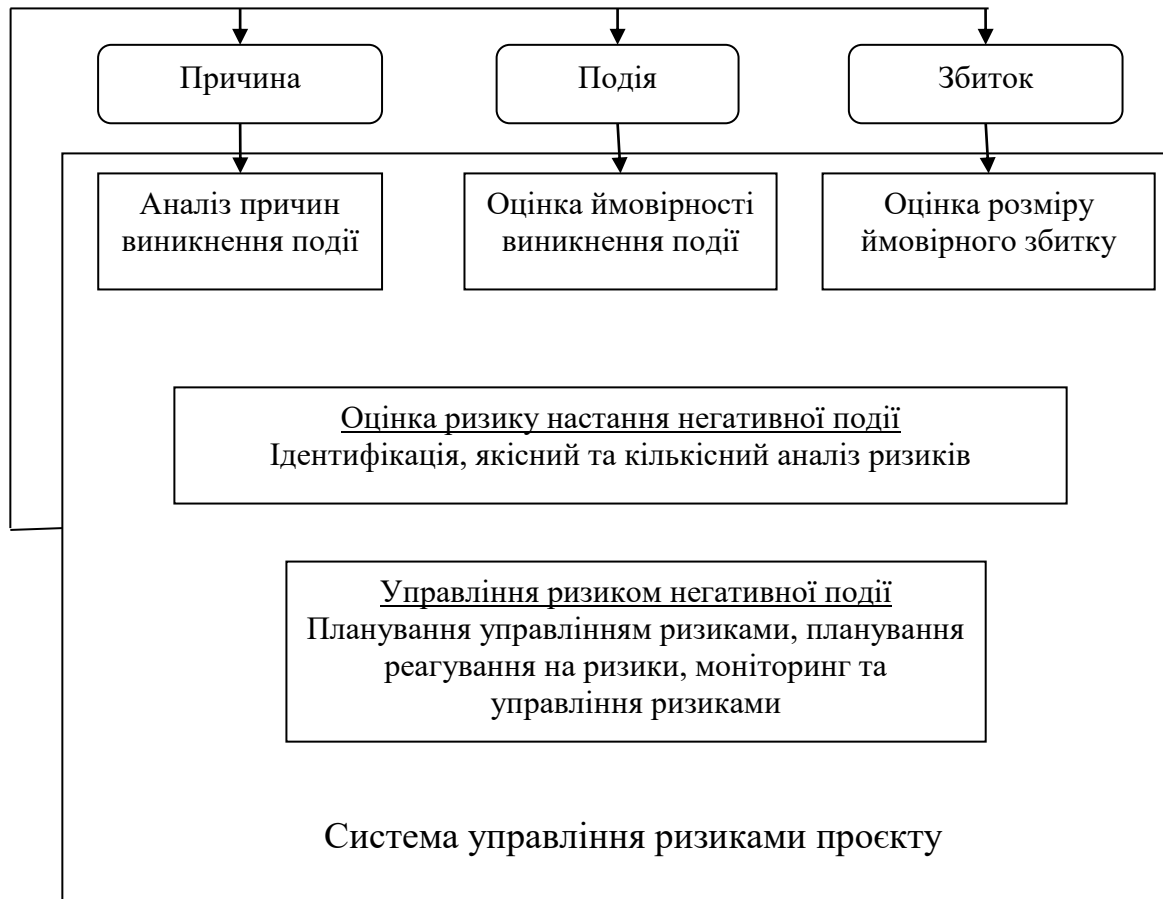 Причина
Подія
Збиток
Аналіз причин
виникнення події
Оцінка ймовірності
виникнення події
Оцінка розміру
ймовірного збитку
Оцінка ризику настання негативної події
Ідентифікація, якісний та кількісний аналіз ризиків
Управління ризиком негативної події
Планування управлінням ризиками, планування
реагування на ризики, моніторинг та
управління ризиками
Система управління ризиками проєкту